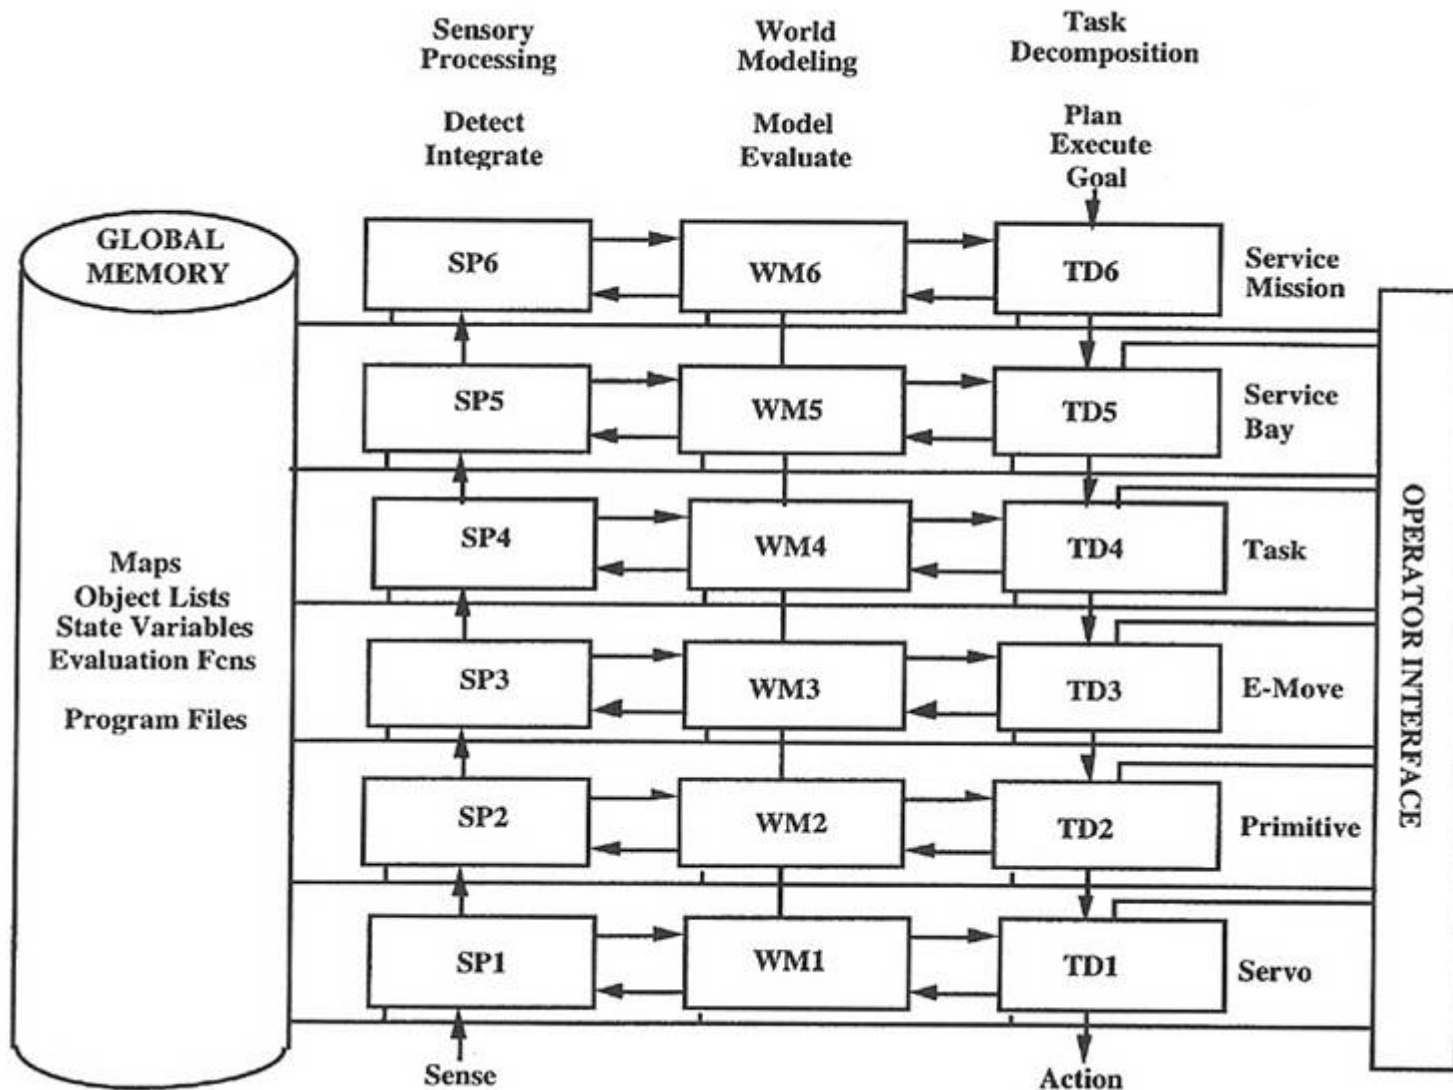 Sensory
Processing
World
Modeling
Task
Decomposition
Detect
Integrate
Model
Evaluate
Plan
Execute
Goal
GLOBAL
MEMORY
Maps
Object Lists
State Variables
Evaluation Fcns
Program Files
SP6
WM6
TD6
Service
Mission
SP5
WM5
TD5
Service
Bay
SP4
WM4
TD4
Task
SP3
WM3
TD3
E-Move
SP2
WM2
TD2
Primitive
SP1
WM1
TD1
Servo
Sense
Action
OPERATOR INTERFACE